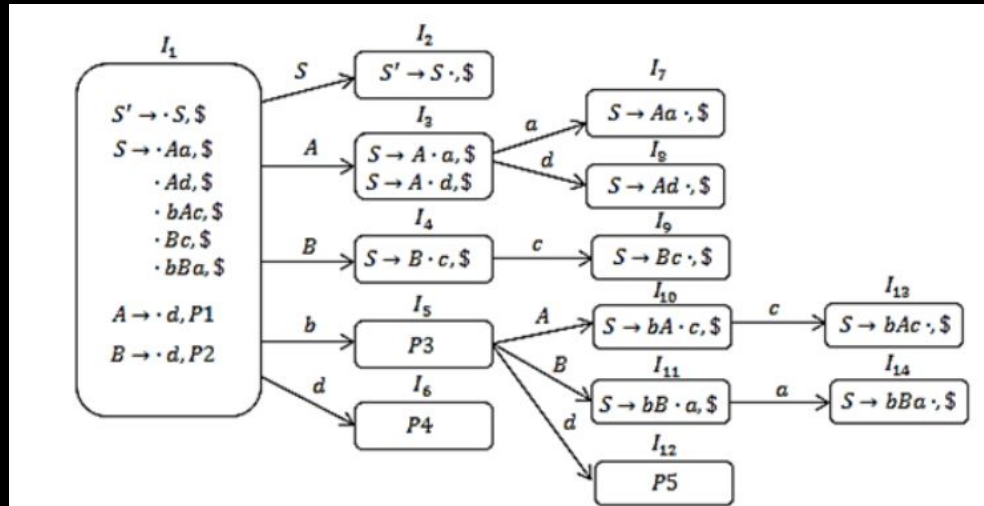 I₁
S' → · S, $
S → · Aa, $
· Ad, $
· bAc, $
· Bc, $
· bBa, $
A → · d, P1
B → · d, P2
S
A
B
b
d
I₂
S' → S ·, $
I₃
S → A · a, $
S → A · d, $
I₄
S → B · c, $
I₅
P3
I₆
P4
a
d
c
A
B
d
I₇
S → Aa ·, $
I₈
S → Ad ·, $
I₉
S → Bc ·, $
I₁₀
S → bA · c, $
I₁₁
S → bB · a, $
I₁₂
P5
c
a
I₁₃
S → bAc ·, $
I₁₄
S → bBa ·, $